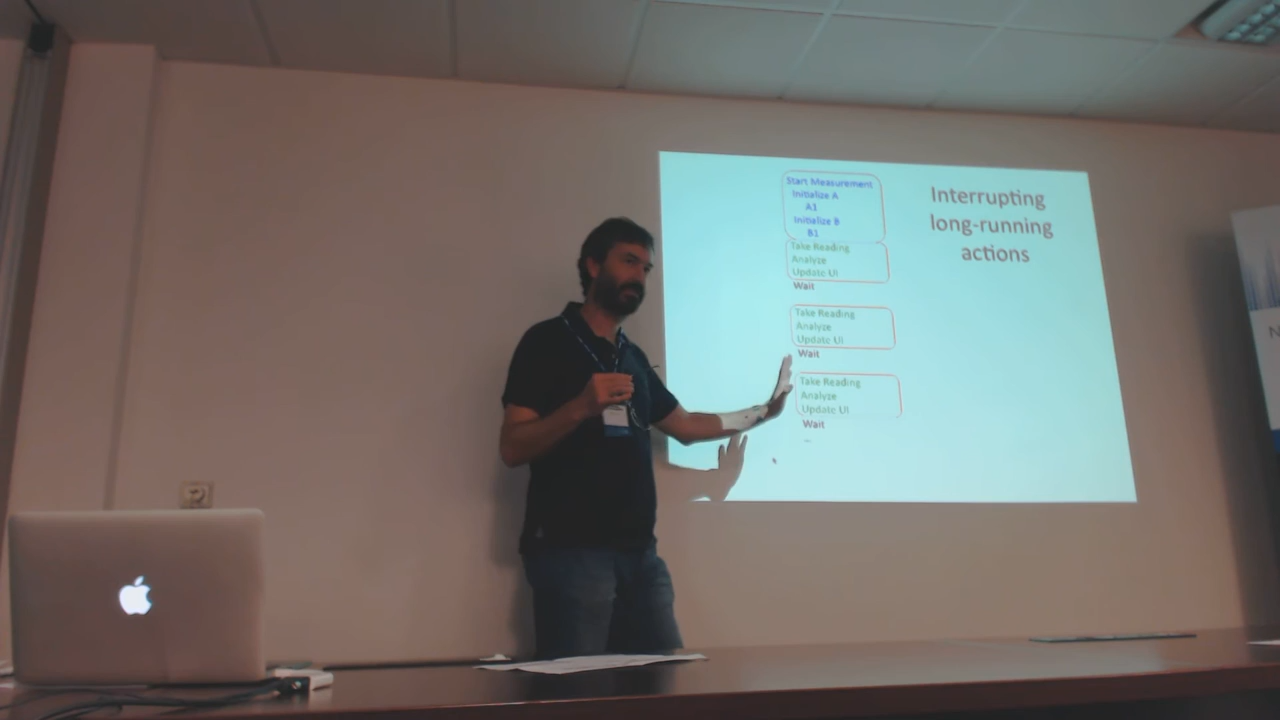 Start Measurement
Initialize A
A1
Initialize B
B1
Take Reading
Analyze
Update UI
Wait
Take Reading
Analyze
Update UI
Wait
Take Reading
Analyze
Update UI
Wait
...
Interrupting
long-running
actions
N